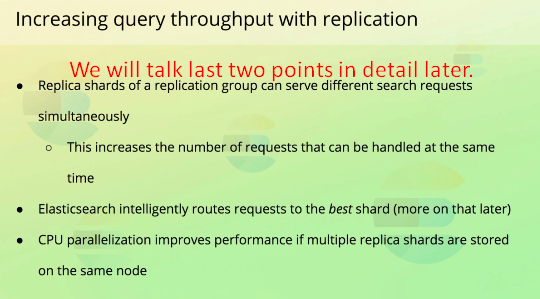 Increasing query throughput with replication
We will talk last two points in detail later.
● Replica shards of a replication group can serve different search requests
simultaneously
○ This increases the number of requests that can be handled at the same
time
● Elasticsearch intelligently routes requests to the best shard (more on that later)
● CPU parallelization improves performance if multiple replica shards are stored
on the same node